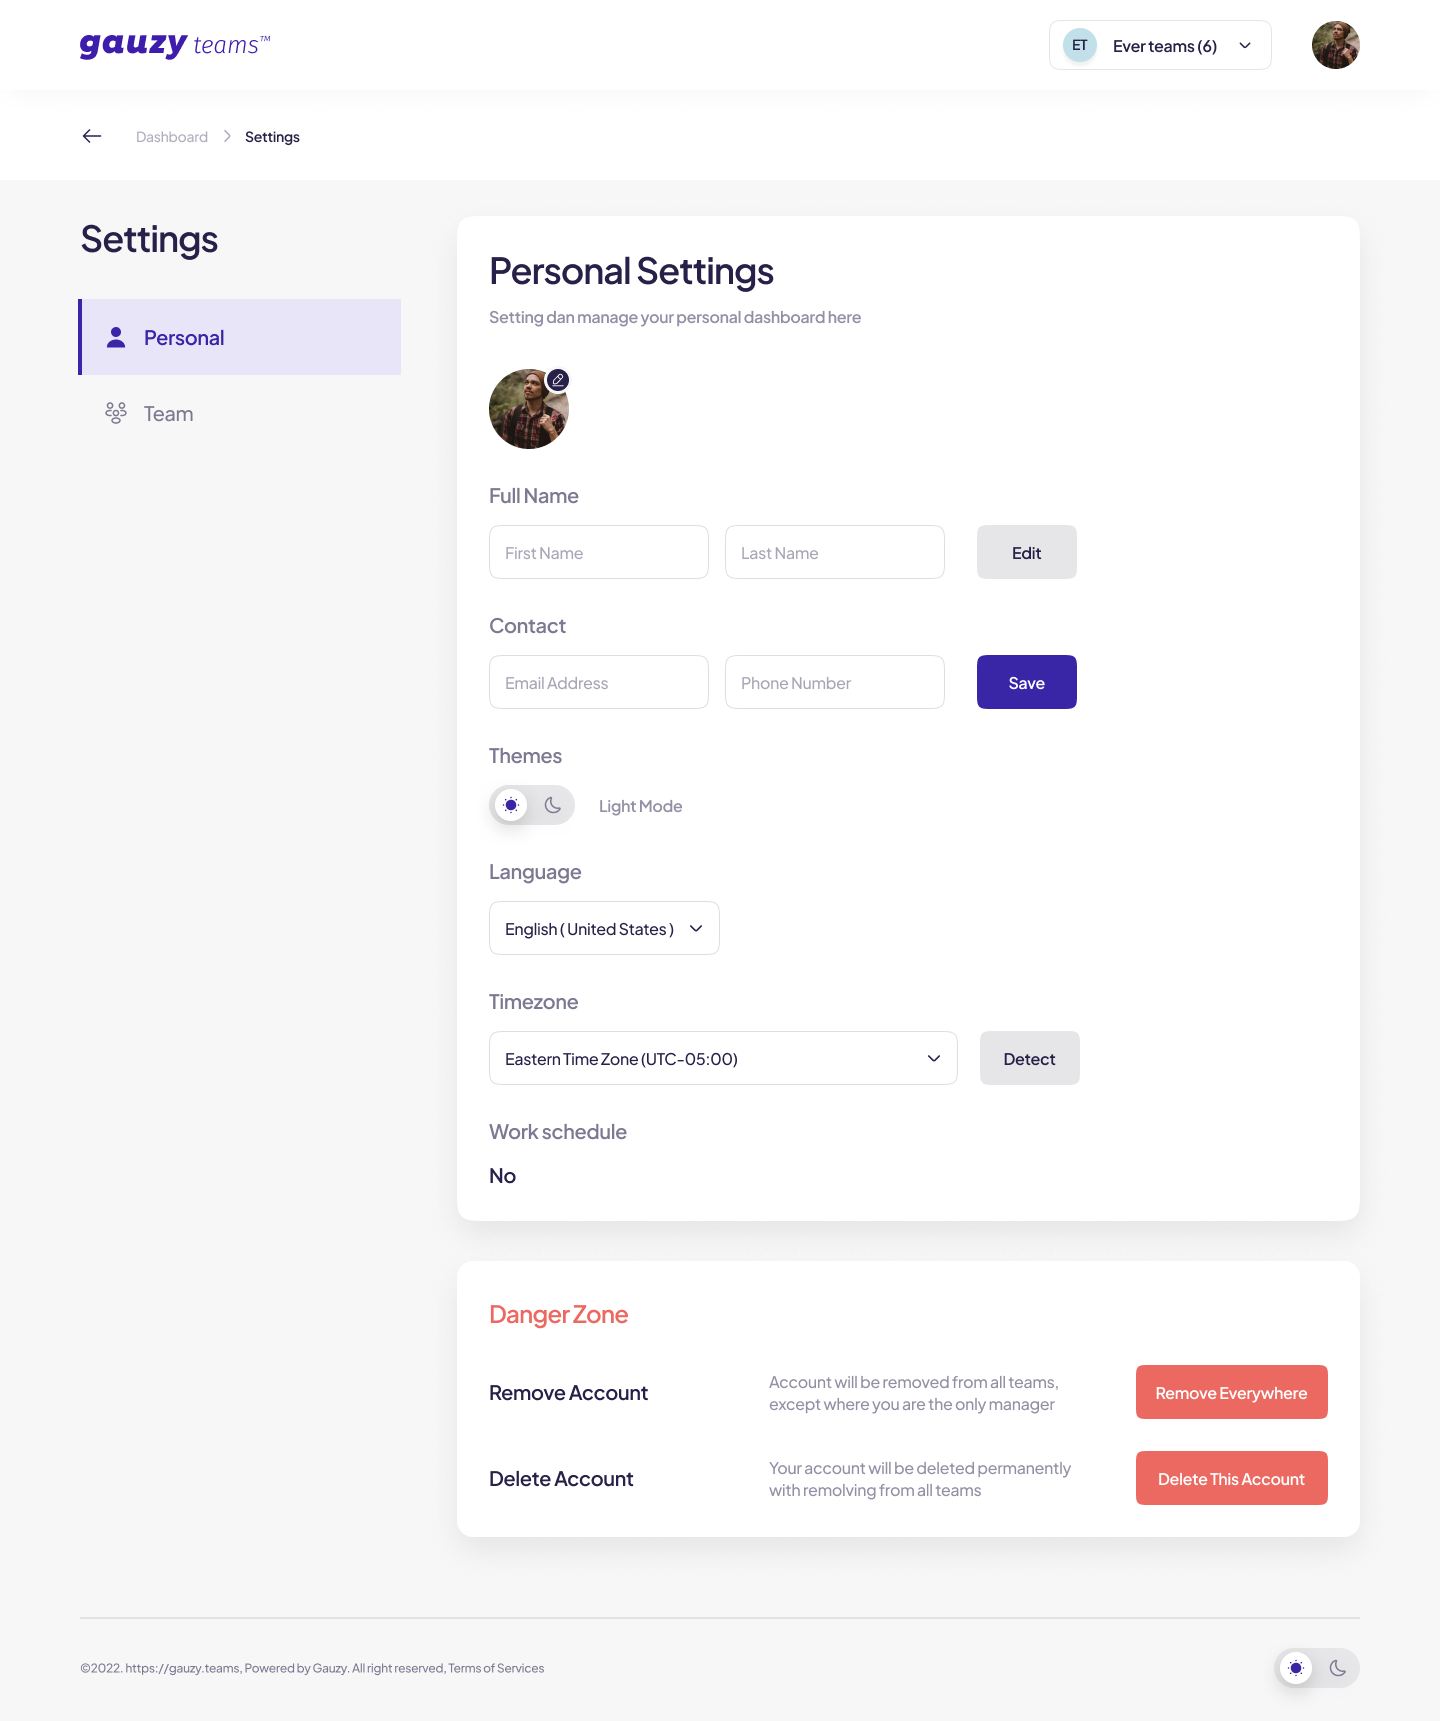 gauzy teams™
ET Ever teams (6)
Dashboard Settings
Settings
Personal
Team
Personal Settings
Setting dan manage your personal dashboard here
Full Name
First Name Last Name Edit
Contact
Email Address Phone Number Save
Themes
Light Mode
Language
English ( United States )
Timezone
Eastern Time Zone (UTC-05:00) Detect
Work schedule
No
Danger Zone
Remove Account
Account will be removed from all teams,
except where you are the only manager
Remove Everywhere
Delete Account
Your account will be deleted permanently
with remolving from all teams
Delete This Account
©2022. https://gauzy.teams, Powered by Gauzy. All right reserved, Terms of Services